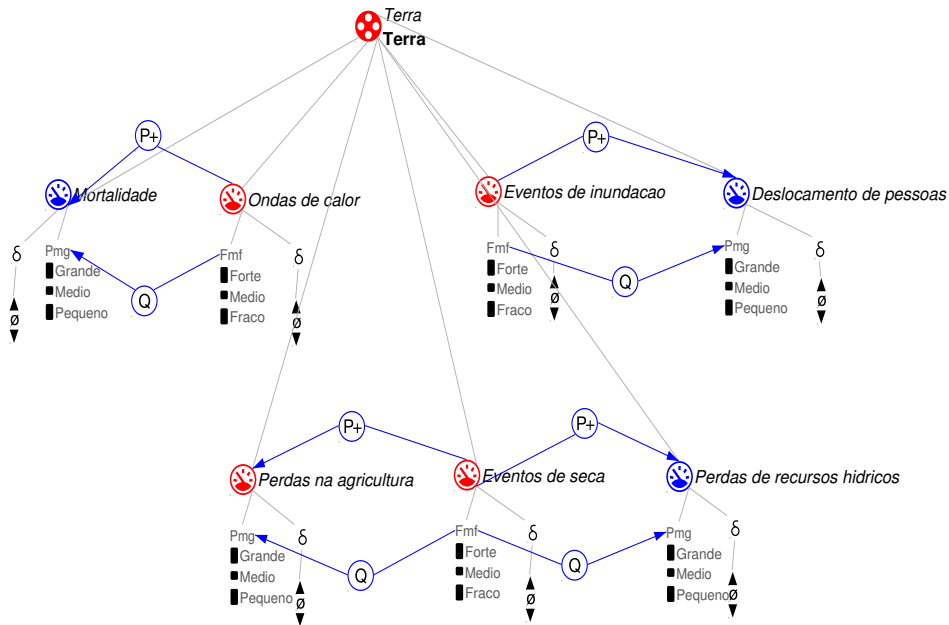 Terra
Terra
P+
P+
Mortalidade
Ondas de calor
Eventos de inundacao
Deslocamento de pessoas
δ
Pmg
Grande
Medio
Pequeno
ø
Q
Fmf
Forte
Medio
Fraco
δ
ø
Fmf
Forte
Medio
Fraco
δ
ø
Q
Pmg
Grande
Medio
Pequeno
δ
ø
P+
P+
Perdas na agricultura
Eventos de seca
Perdas de recursos hidricos
Pmg
Grande
Medio
Pequeno
δ
ø
Q
Fmf
Forte
Medio
Fraco
δ
ø
Q
Pmg
Grande
Medio
Pequeno
δ
ø